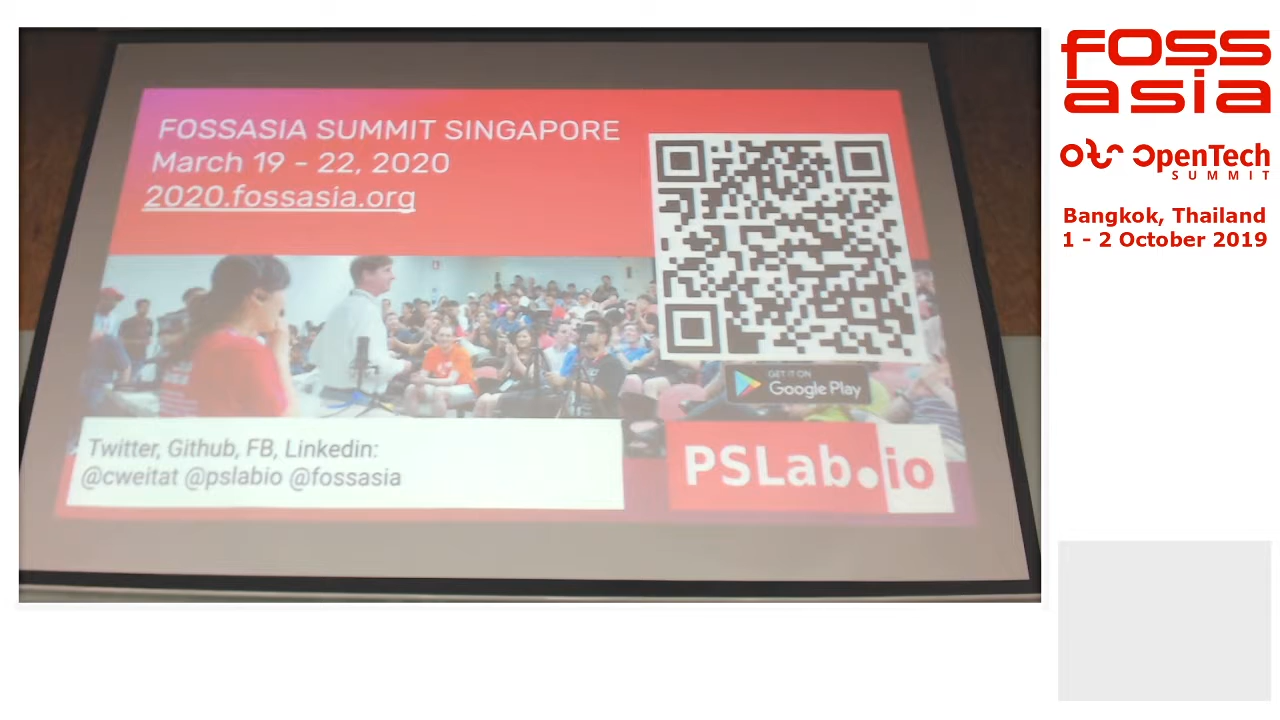 FOSSASIA SUMMIT SINGAPORE
March 19 - 22, 2020
2020.fossasia.org
GET IT ON
Google Play
Twitter, Github, FB, Linkedin:
@cweitat @pslabio @fossasia
PSLab.io
foss
asia
OpenTech
SUMMIT
Bangkok, Thailand
1 - 2 October 2019